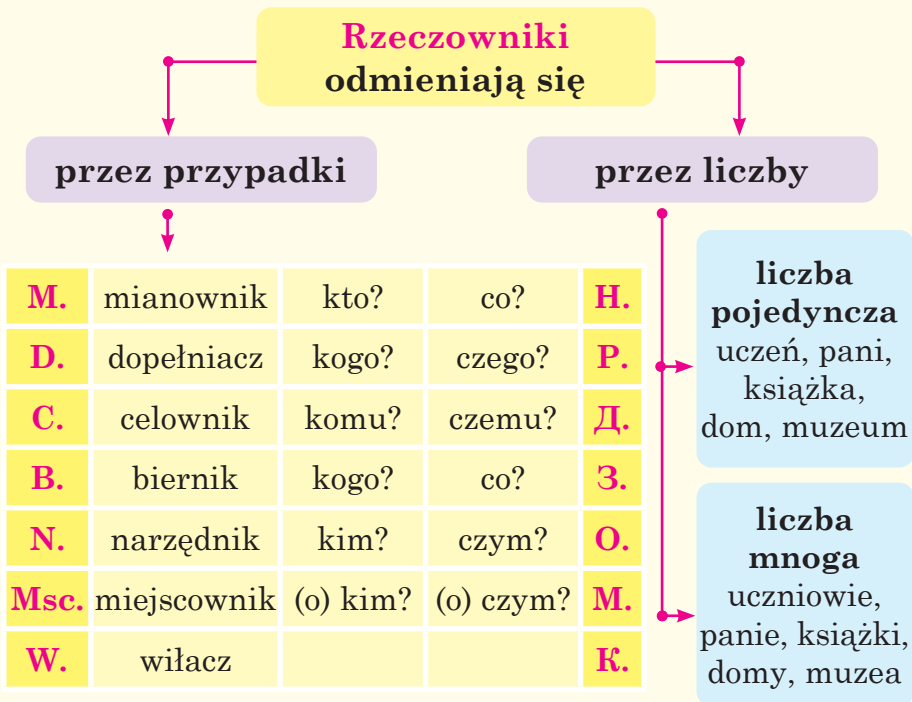 Rzeczowniki
odmieniają się
przez przypadki
przez liczby
M. mianownik kto? co? Н.
D. dopełniacz kogo? czego? Р.
C. celownik komu? czemu? Д.
B. biernik kogo? co? З.
N. narzędnik kim? czym? О.
Msc. miejscownik (o) kim? (o) czym? М.
W. wiłacz К.
liczba
pojedyncza
uczeń, pani,
książka,
dom, muzeum
liczba
mnoga
uczniowie,
panie, książki,
domy, muzea